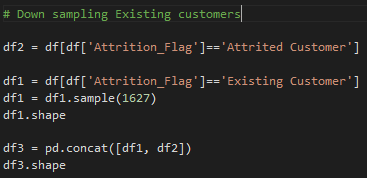 # Down sampling Existing customers
df2 = df[df['Attrition_Flag']=='Attrited Customer']
df1 = df[df['Attrition_Flag']=='Existing Customer']
df1 = df1.sample(1627)
df1.shape
df3 = pd.concat([df1, df2])
df3.shape